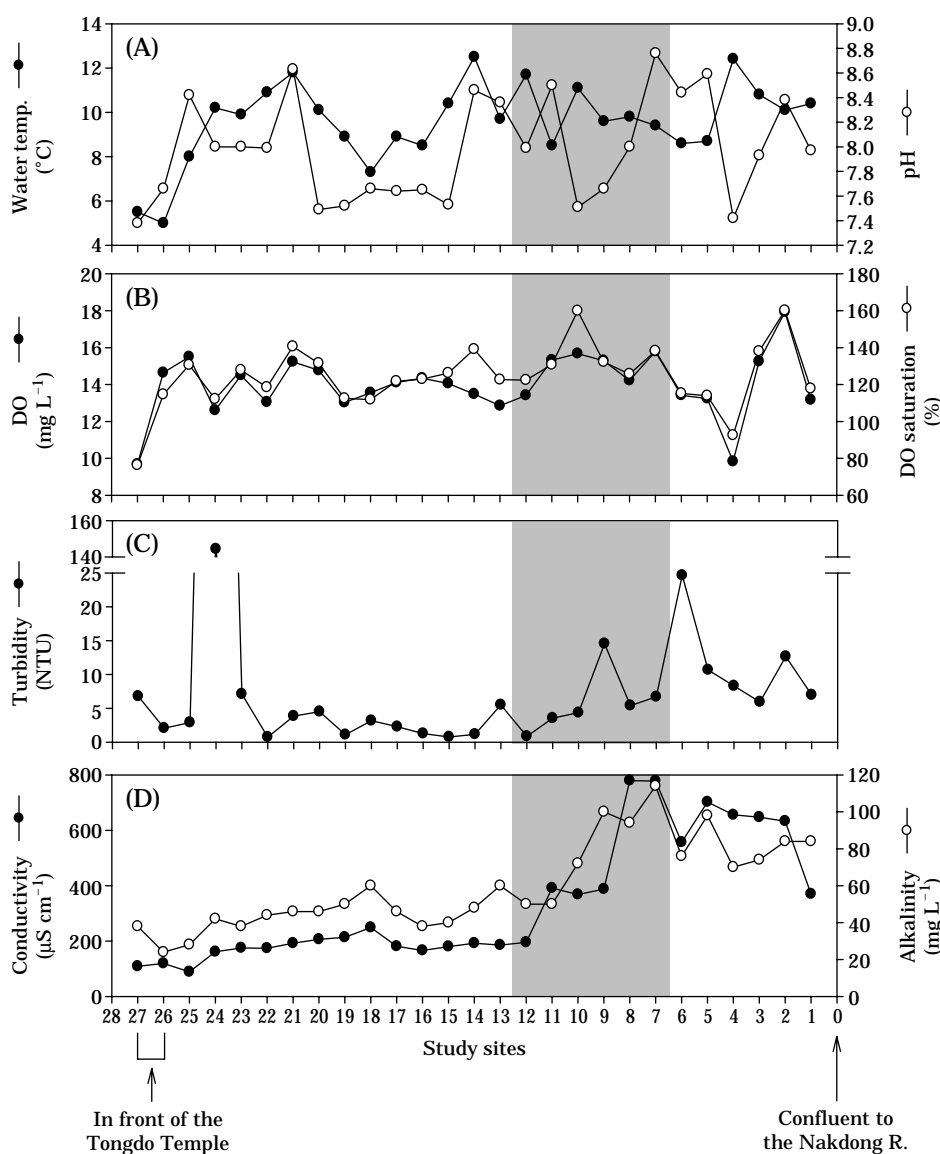 (A)
Water temp.
(°C)
14
12
10
8
6
4
9.0
8.8
8.6
8.4
8.2
8.0
7.8
7.6
7.4
7.2
pH
(B)
DO
(mg L⁻¹)
20
18
16
14
12
10
8
180
160
140
120
100
80
60
DO saturation
(%)
(C)
Turbidity
(NTU)
160
140
25
20
15
10
5
0
(D)
Conductivity
(µS cm⁻¹)
800
600
400
200
0
120
100
80
60
40
20
0
Alkalinity
(mg L⁻¹)
28 27 26 25 24 23 22 21 20 19 18 17 16 15 14 13 12 11 10 9 8 7 6 5 4 3 2 1 0
Study sites
In front of the
Tongdo Temple
Confluent to
the Nakdong R.